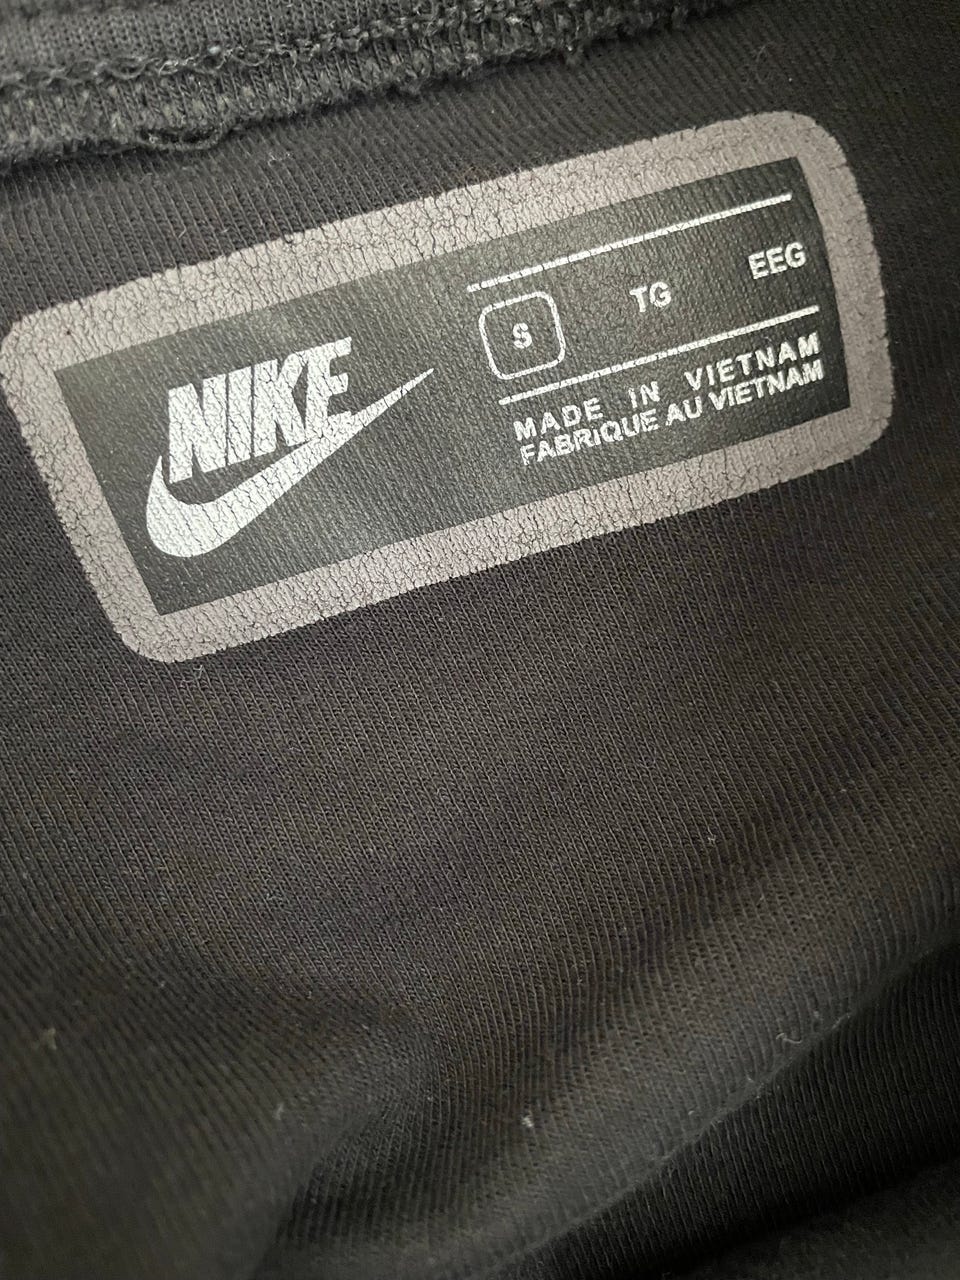 NIKE
S TG EEG
MADE IN VIETNAM
FABRIQUE AU VIETNAM